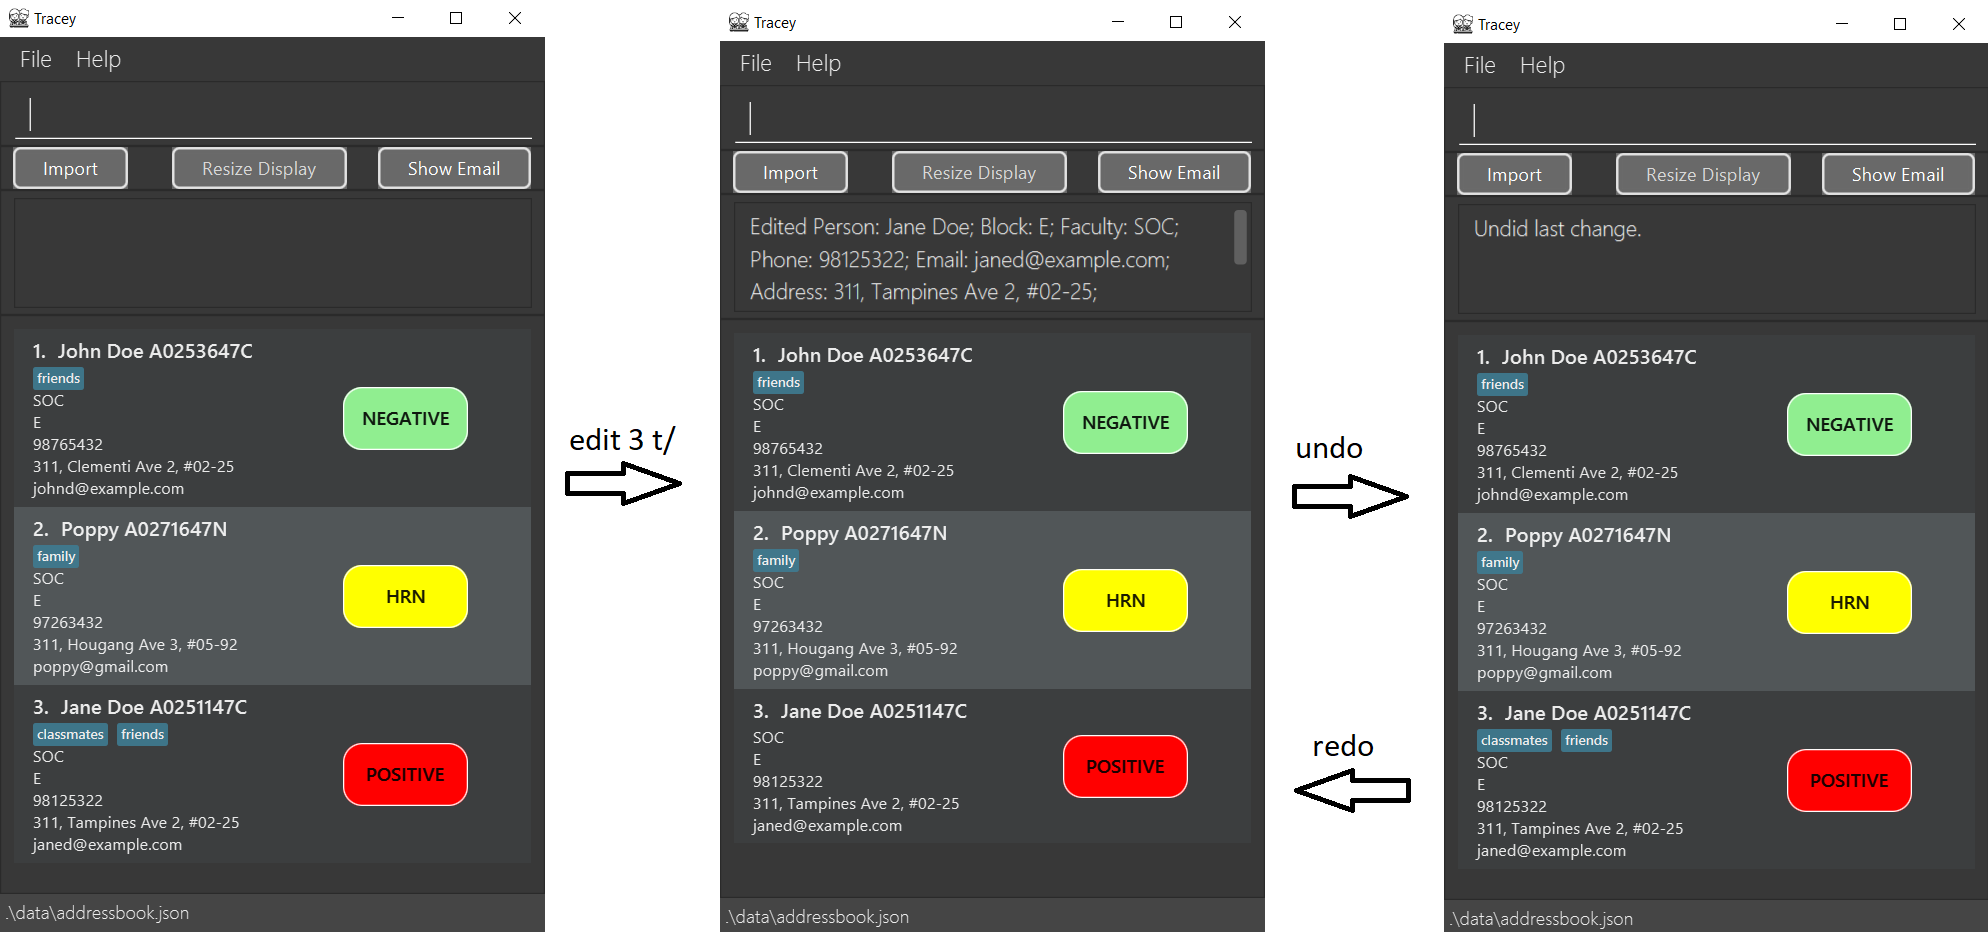 Tracey
File Help
Import Resize Display Show Email
1. John Doe A0253647C
friends
SOC
E
98765432
311, Clementi Ave 2, #02-25
johnd@example.com
NEGATIVE
2. Poppy A0271647N
family
SOC
E
97263432
311, Hougang Ave 3, #05-92
poppy@gmail.com
HRN
3. Jane Doe A0251147C
classmates friends
SOC
E
98125322
311, Tampines Ave 2, #02-25
janed@example.com
POSITIVE
.\data\addressbook.json
edit 3 t/
Tracey
File Help
Import Resize Display Show Email
Edited Person: Jane Doe; Block: E; Faculty: SOC;
Phone: 98125322; Email: janed@example.com;
Address: 311, Tampines Ave 2, #02-25;
1. John Doe A0253647C
friends
SOC
E
98765432
311, Clementi Ave 2, #02-25
johnd@example.com
NEGATIVE
2. Poppy A0271647N
family
SOC
E
97263432
311, Hougang Ave 3, #05-92
poppy@gmail.com
HRN
3. Jane Doe A0251147C
SOC
E
98125322
311, Tampines Ave 2, #02-25
janed@example.com
POSITIVE
.\data\addressbook.json
undo
redo
Tracey
File Help
Import Resize Display Show Email
Undid last change.
1. John Doe A0253647C
friends
SOC
E
98765432
311, Clementi Ave 2, #02-25
johnd@example.com
NEGATIVE
2. Poppy A0271647N
family
SOC
E
97263432
311, Hougang Ave 3, #05-92
poppy@gmail.com
HRN
3. Jane Doe A0251147C
classmates friends
SOC
E
98125322
311, Tampines Ave 2, #02-25
janed@example.com
POSITIVE
.\data\addressbook.json